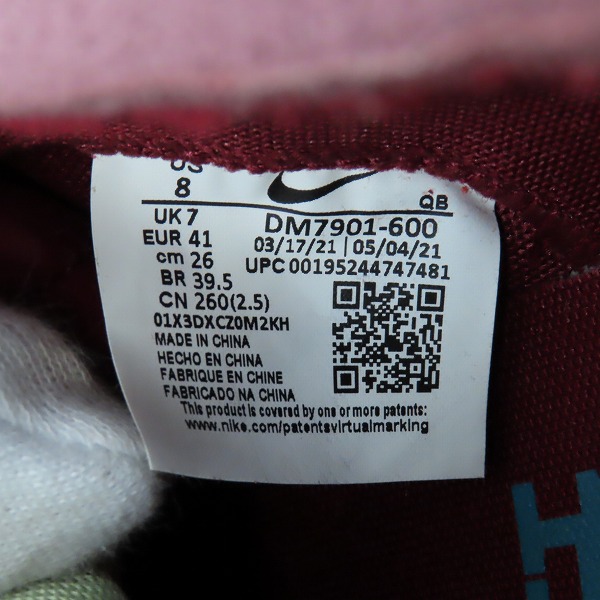 US
8
QB
UK 7
EUR 41
cm 26
BR 39.5
CN 260(2.5)
DM7901-600
03/17/21 | 05/04/21
UPC 00195244747481
01X3DXCZ0M2KH
MADE IN CHINA
HECHO EN CHINA
FABRIQUE EN CHINE
FABRICADO NA CHINA
This product is covered by one or more patents:
www.nike.com/patentsvirtualmarking
H